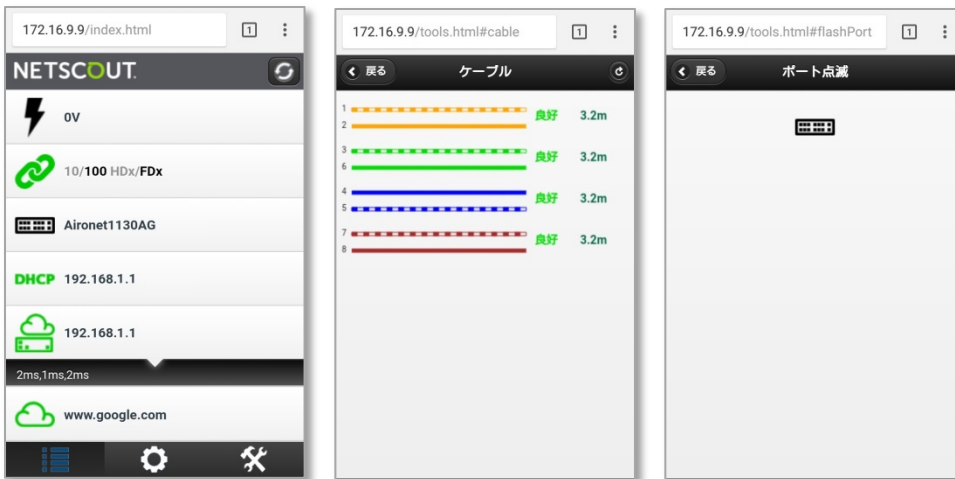 172.16.9.9/index.html
1
NETSCOUT.
0V
10/100 HDx/FDx
Aironet1130AG
DHCP 192.168.1.1
192.168.1.1
2ms,1ms,2ms
www.google.com
172.16.9.9/tools.html#cable
1
戻る
ケーブル
1
2
良好 3.2m
3
6
良好 3.2m
4
5
良好 3.2m
7
8
良好 3.2m
172.16.9.9/tools.html#flashPort
1
戻る
ポート点滅